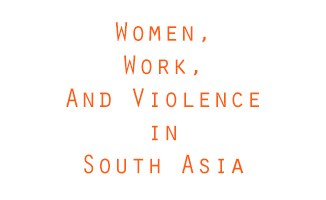 Women,
Work,
And Violence
in
South Asia